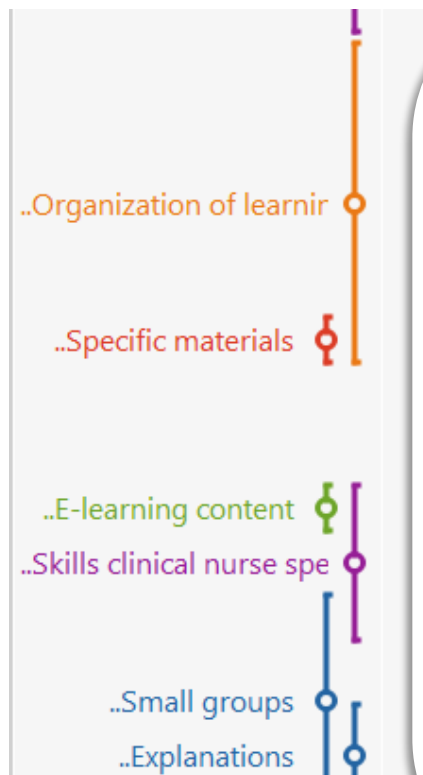 ..Organization of learnir
..Specific materials
..E-learning content
..Skills clinical nurse spe
..Small groups
..Explanations